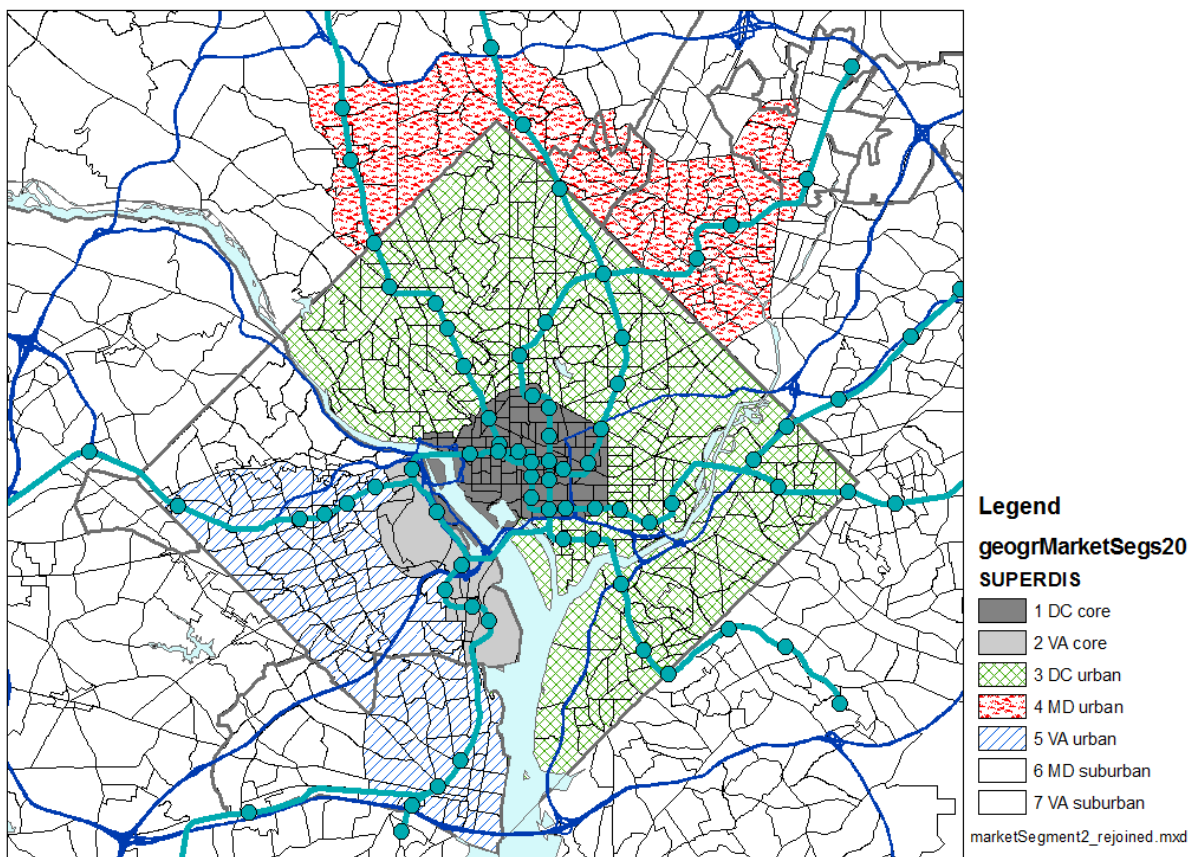 Legend
geogrMarketSegs20
SUPERDIS
1 DC core
2 VA core
3 DC urban
4 MD urban
5 VA urban
6 MD suburban
7 VA suburban
marketSegment2_rejoined.mxd